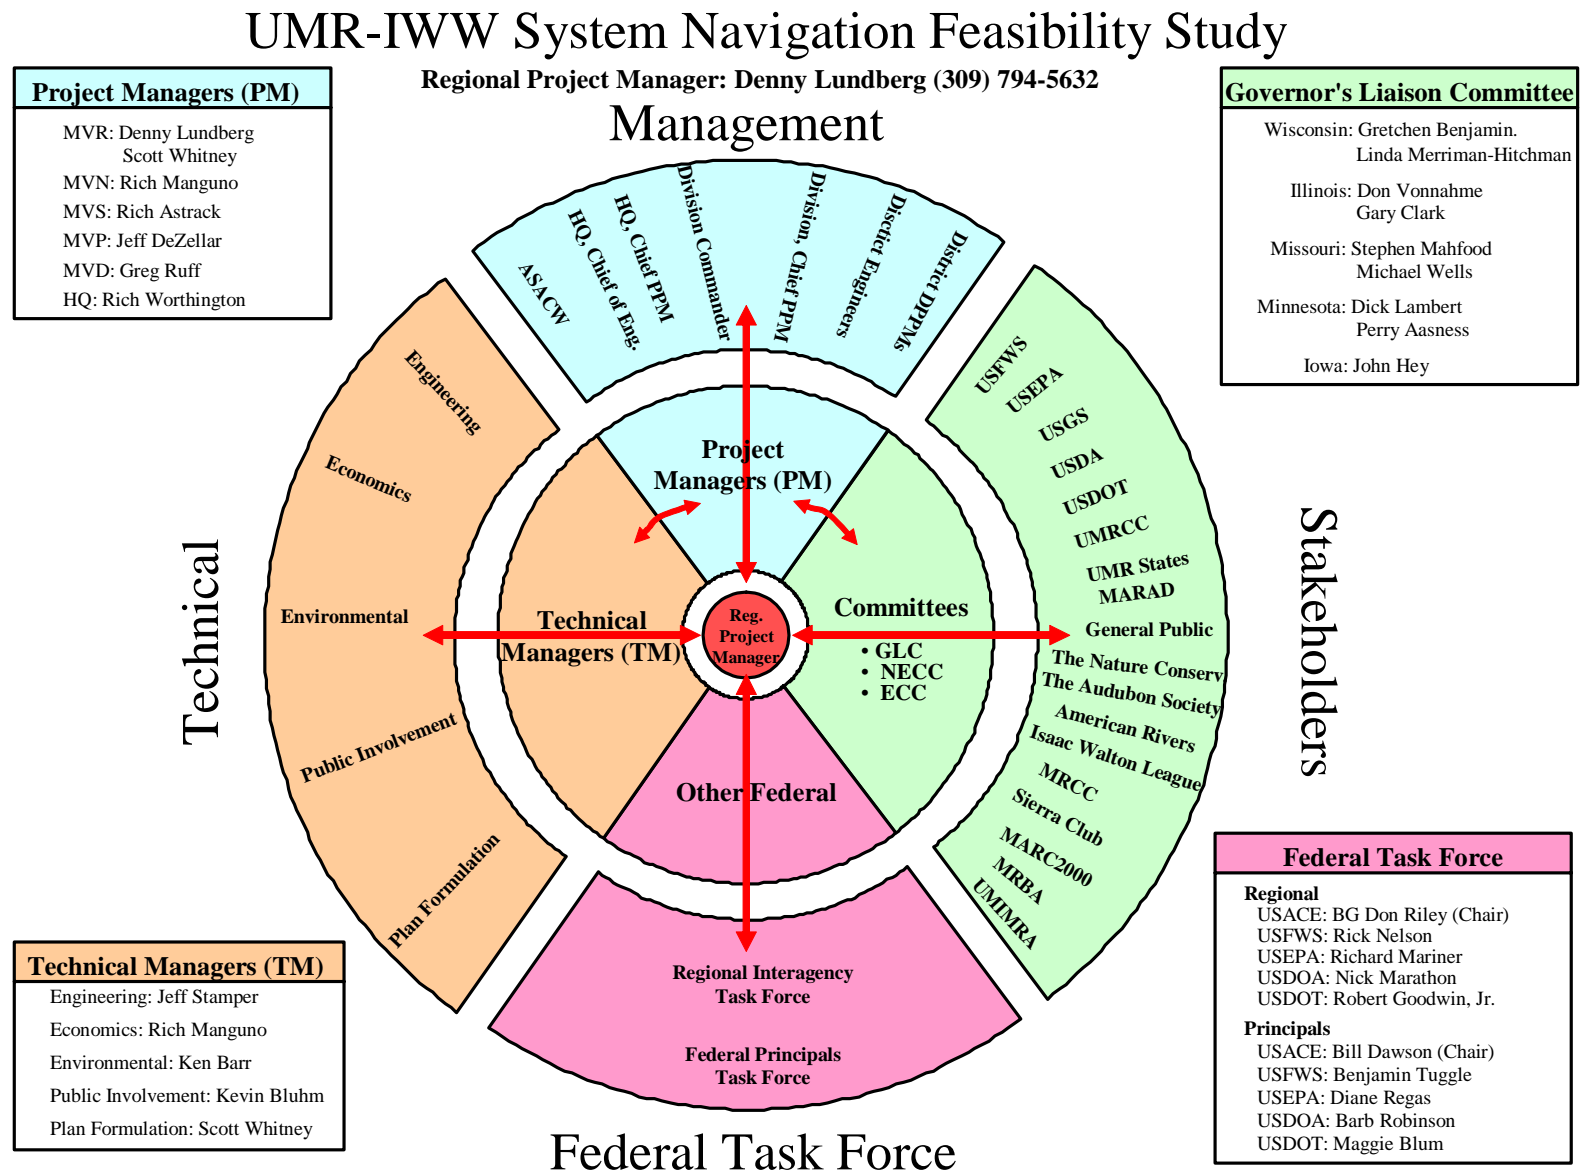 UMR-IWW System Navigation Feasibility Study
Regional Project Manager: Denny Lundberg (309) 794-5632
Management
Project Managers (PM)
MVR: Denny Lundberg
Scott Whitney
MVN: Rich Manguno
MVS: Rich Astrack
MVP: Jeff DeZellar
MVD: Greg Ruff
HQ: Rich Worthington
Governor's Liaison Committee
Wisconsin: Gretchen Benjamin.
Linda Merriman-Hitchman
Illinois: Don Vonnahme
Gary Clark
Missouri: Stephen Mahfood
Michael Wells
Minnesota: Dick Lambert
Perry Aasness
Iowa: John Hey
ASACW
HQ, Chief of Eng.
HQ, Chief PPM
Division Commander
Division, Chief PPM
Disctict Engineers
District DPPMs
Technical
Engineering
Economics
Environmental
Public Involvement
Plan Formulation
Project
Managers (PM)
Technical
Managers (TM)
Reg.
Project
Manager
Committees
• GLC
• NECC
• ECC
Other Federal
Stakeholders
USFWS
USEPA
USGS
USDA
USDOT
UMRCC
UMR States
MARAD
General Public
The Nature Conserv
The Audubon Society
American Rivers
Isaac Walton League
MRCC
Sierra Club
MARC2000
MRBA
UMIMRA
Regional Interagency
Task Force
Federal Principals
Task Force
Federal Task Force
Technical Managers (TM)
Engineering: Jeff Stamper
Economics: Rich Manguno
Environmental: Ken Barr
Public Involvement: Kevin Bluhm
Plan Formulation: Scott Whitney
Federal Task Force
Regional
USACE: BG Don Riley (Chair)
USFWS: Rick Nelson
USEPA: Richard Mariner
USDOA: Nick Marathon
USDOT: Robert Goodwin, Jr.
Principals
USACE: Bill Dawson (Chair)
USFWS: Benjamin Tuggle
USEPA: Diane Regas
USDOA: Barb Robinson
USDOT: Maggie Blum